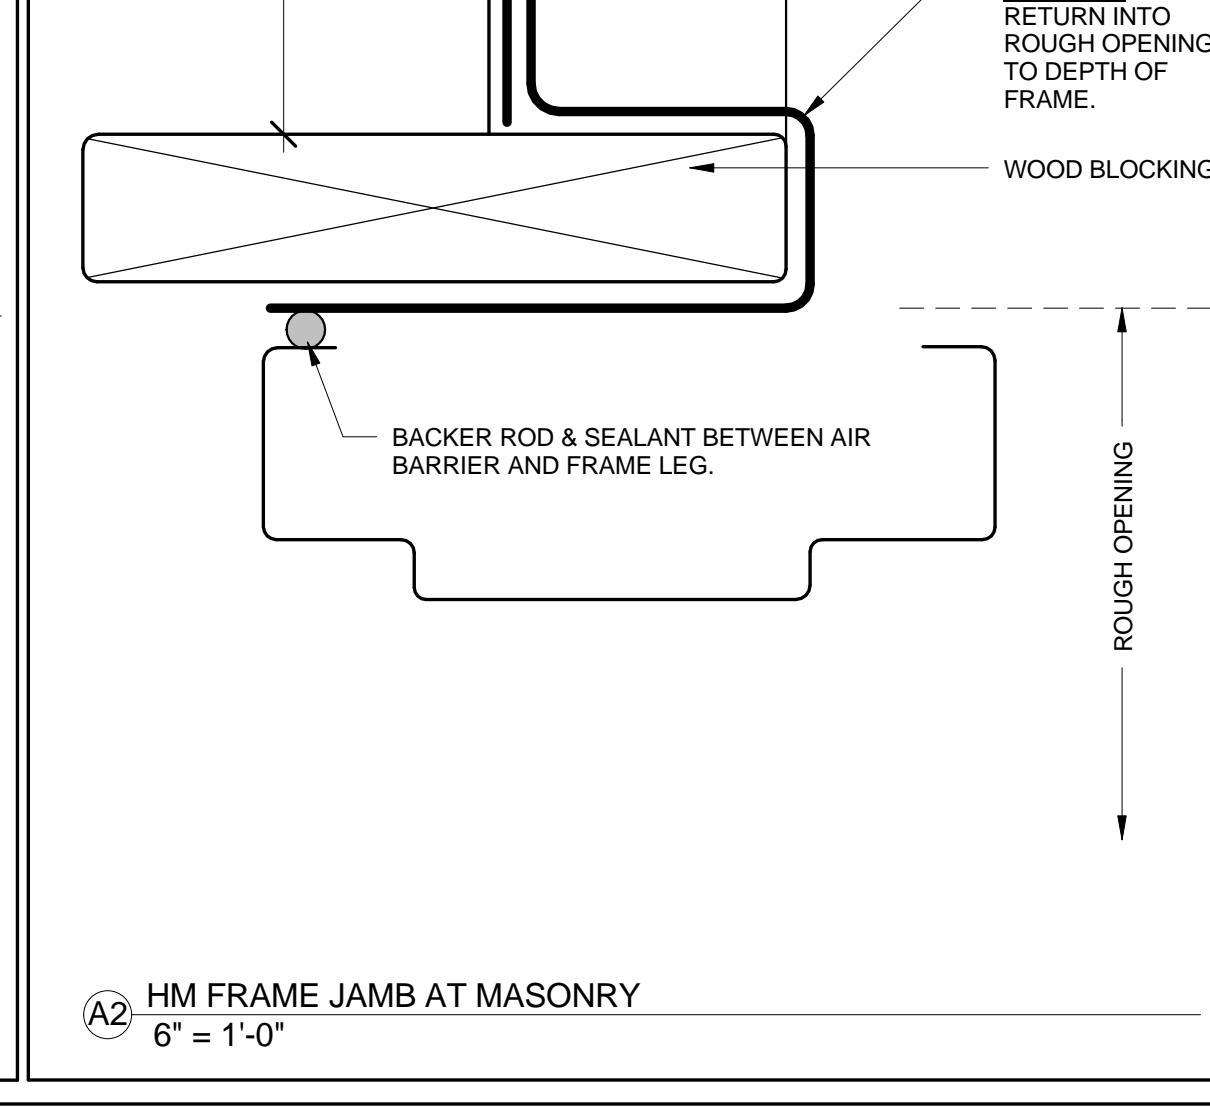 RETURN INTO
ROUGH OPENING
TO DEPTH OF
FRAME.
WOOD BLOCKING
BACKER ROD & SEALANT BETWEEN AIR
BARRIER AND FRAME LEG.
ROUGH OPENING
A2
HM FRAME JAMB AT MASONRY
6" = 1'-0"